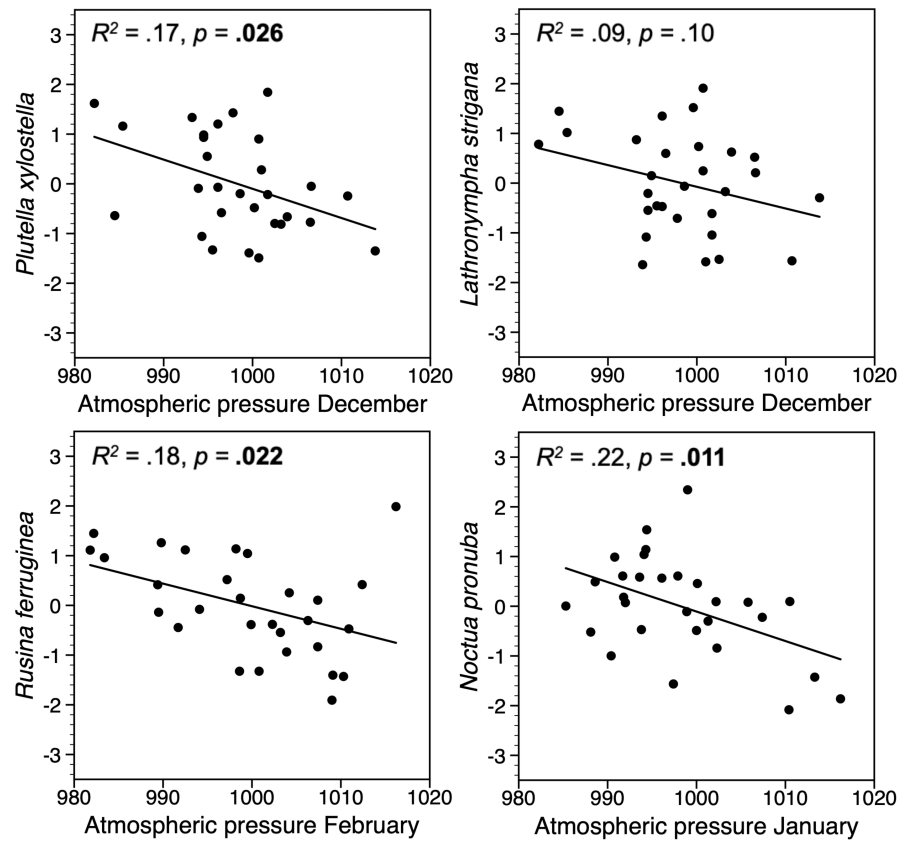 R² = .17, p = .026
3
2
1
0
-1
-2
-3
Plutella xylostella
980 990 1000 1010 1020
Atmospheric pressure December
R² = .09, p = .10
3
2
1
0
-1
-2
-3
Lathronympha strigana
980 990 1000 1010 1020
Atmospheric pressure December
R² = .18, p = .022
3
2
1
0
-1
-2
-3
Rusina ferruginea
980 990 1000 1010 1020
Atmospheric pressure February
R² = .22, p = .011
3
2
1
0
-1
-2
-3
Noctua pronuba
980 990 1000 1010 1020
Atmospheric pressure January